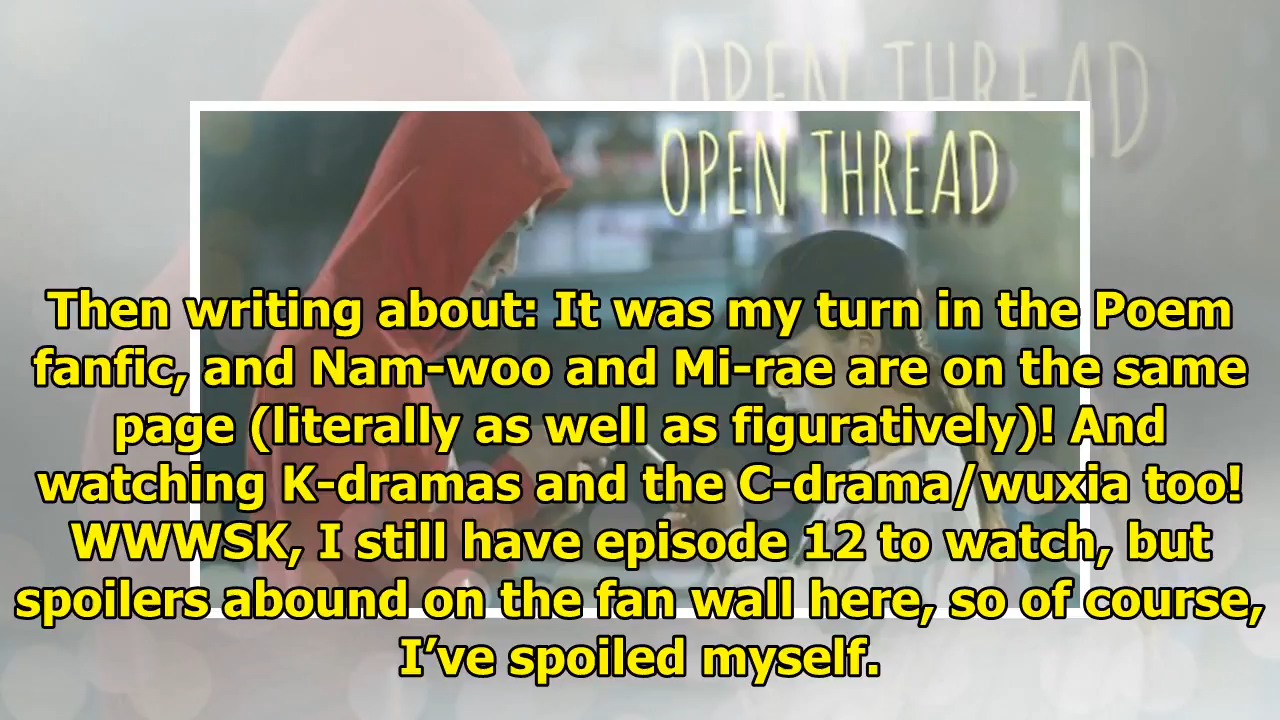 OPEN THREAD
OPEN THREAD
Then writing about: It was my turn in the Poem
fanfic, and Nam-woo and Mi-rae are on the same
page (literally as well as figuratively)! And
watching K-dramas and the C-drama/wuxia too!
WWWSK, I still have episode 12 to watch, but
spoilers abound on the fan wall here, so of course,
I’ve spoiled myself.